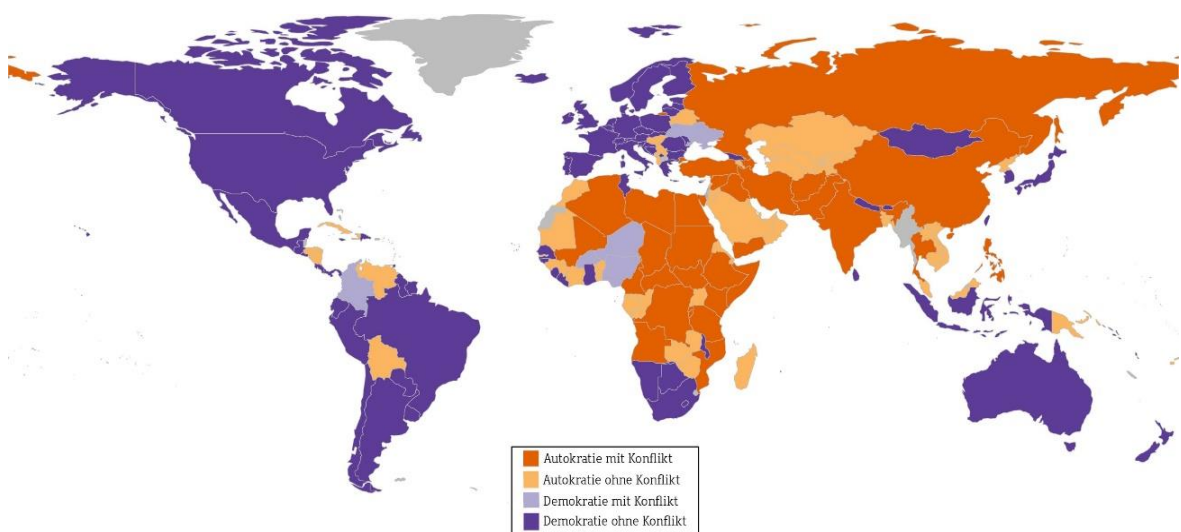 Autokratie mit Konflikt
Autokratie ohne Konflikt
Demokratie mit Konflikt
Demokratie ohne Konflikt